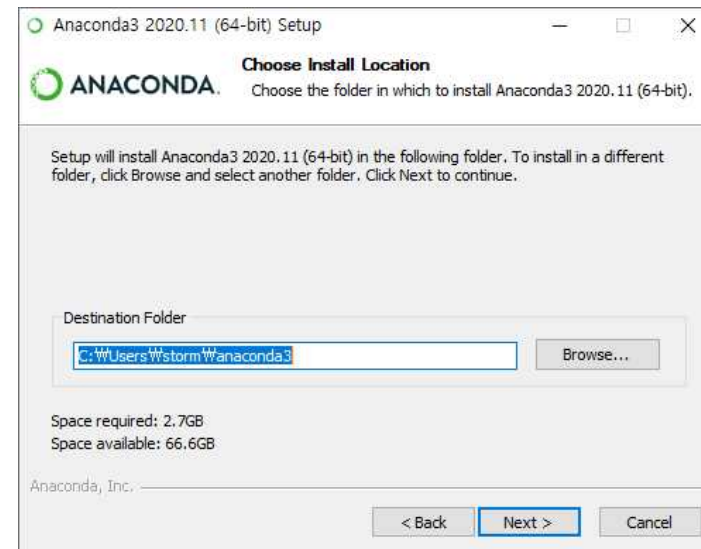 Anaconda3 2020.11 (64-bit) Setup
ANACONDA.
Choose Install Location
Choose the folder in which to install Anaconda3 2020.11 (64-bit).
Setup will install Anaconda3 2020.11 (64-bit) in the following folder. To install in a different
folder, click Browse and select another folder. Click Next to continue.
Destination Folder
C:₩Users₩storm₩anaconda3
Browse...
Space required: 2.7GB
Space available: 66.6GB
Anaconda, Inc.
< Back
Next >
Cancel